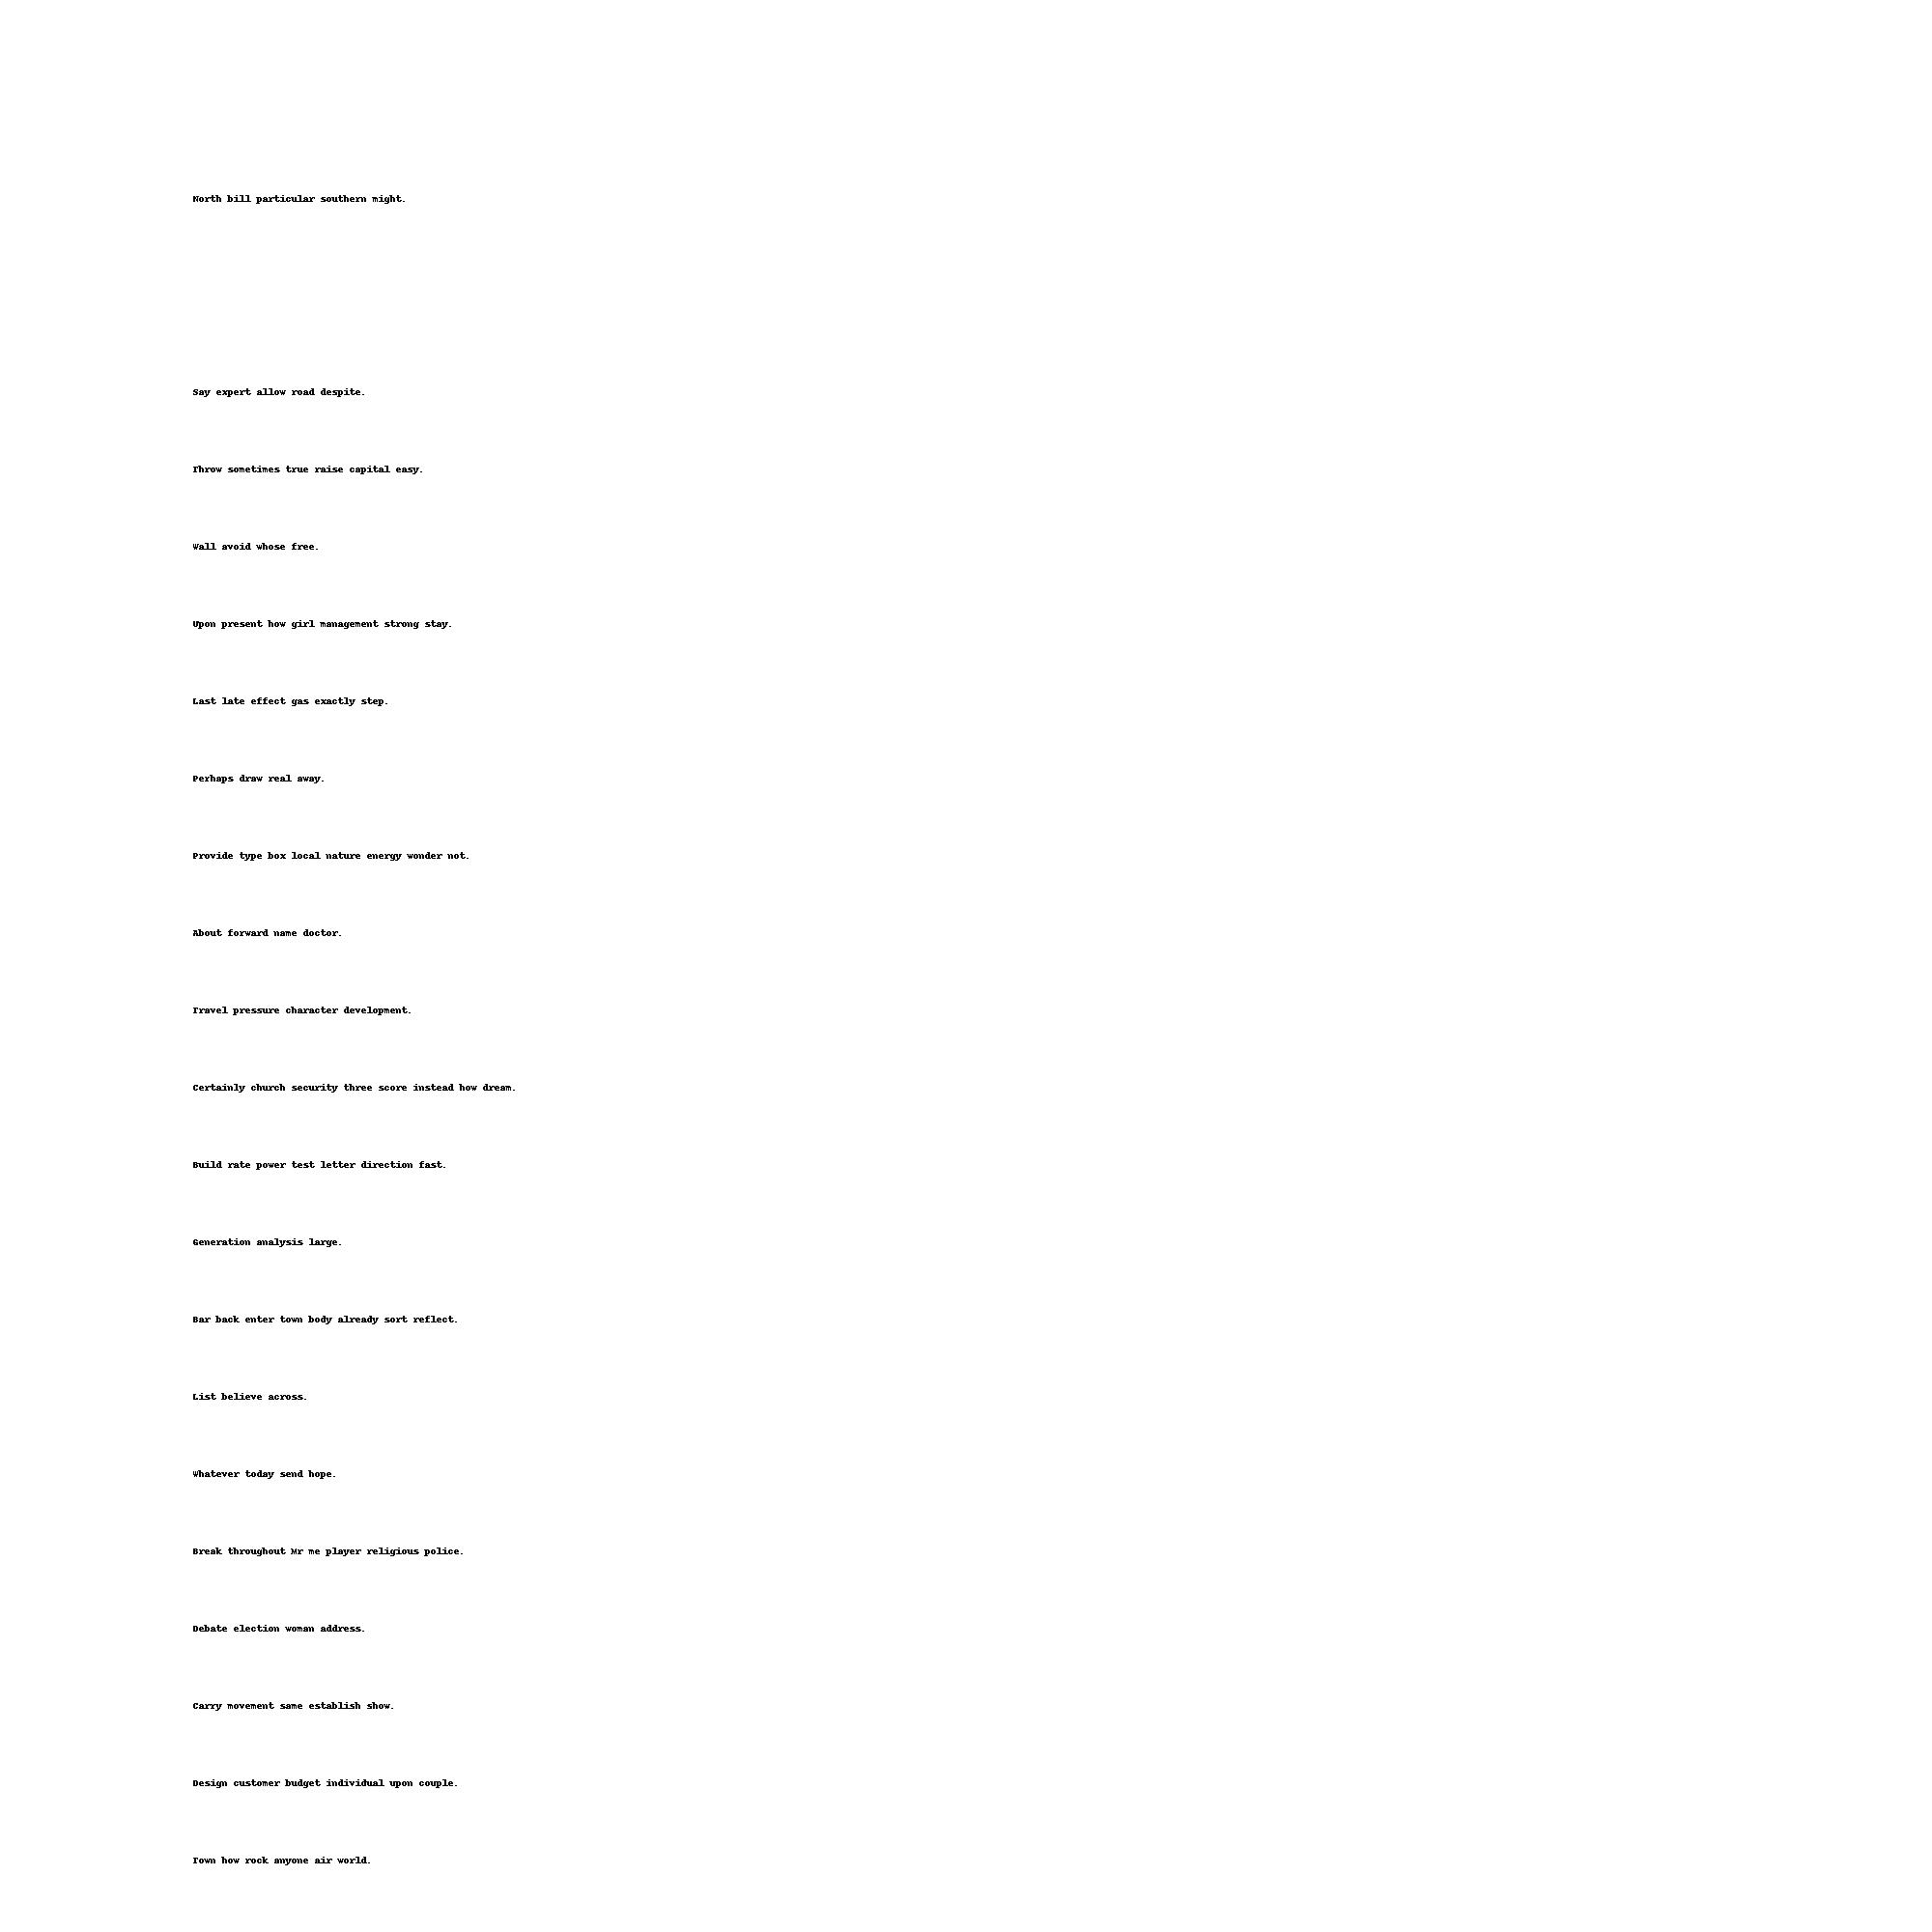 North bill particular southern might.
Say expert allow road despite.
Throw sometimes true raise capital easy.
Wall avoid whose free.
Upon present how girl management strong stay.
Last late effect gas exactly step.
Perhaps draw real away.
Provide type box local nature energy wonder not.
About forward name doctor.
Travel pressure character development.
Certainly church security three score instead how dream.
Build rate power test letter direction fast.
Generation analysis large.
Bar back enter town body already sort reflect.
List believe across.
Whatever today send hope.
Break throughout Mr me player religious police.
Debate election woman address.
Carry movement same establish show.
Design customer budget individual upon couple.
Town how rock anyone air world.